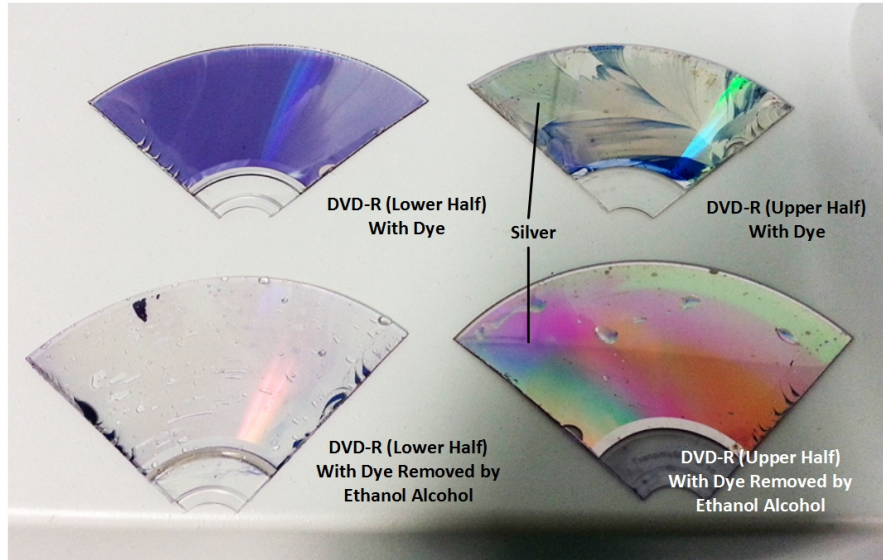 DVD-R (Lower Half)
With Dye
DVD-R (Upper Half)
With Dye
Silver
DVD-R (Lower Half)
With Dye Removed by
Ethanol Alcohol
DVD-R (Upper Half)
With Dye Removed by
Ethanol Alcohol